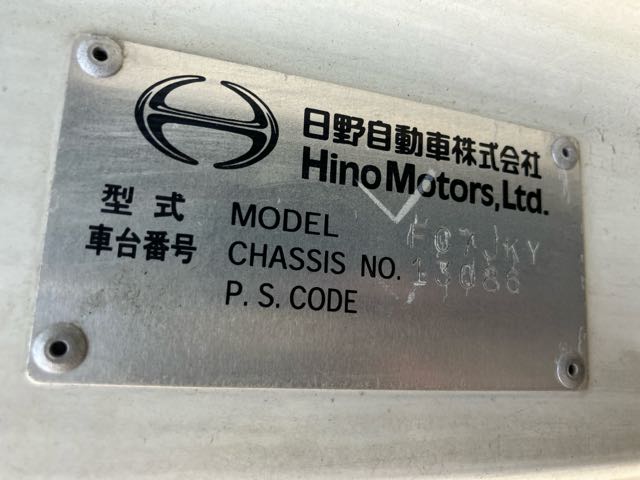 日野自動車株式会社
Hino Motors, Ltd.
型式 MODEL
車台番号 CHASSIS NO. 13086
P. S. CODE